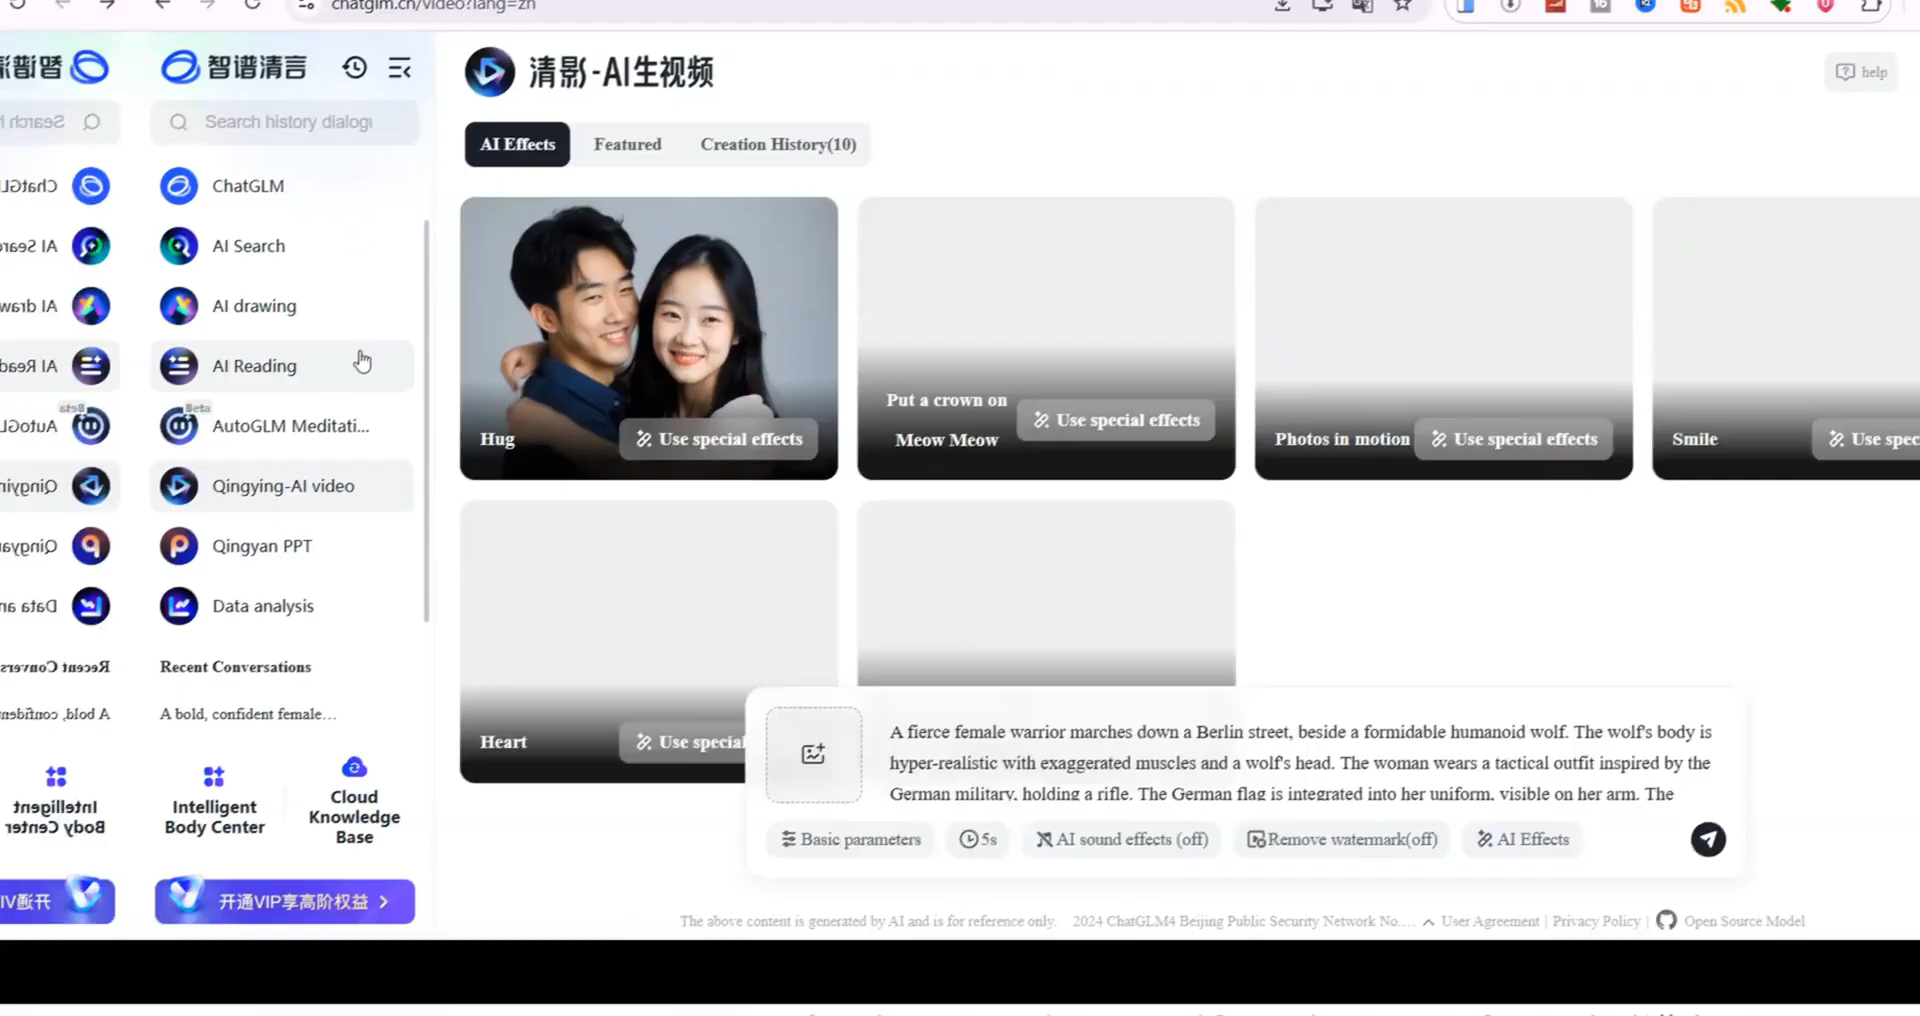 chatglm.cn/video?lang=zh
智谱清言
Search history dialogu
ChatGLM
AI Search
AI drawing
AI Reading
Beta
AutoGLM Meditati...
Qingying-AI video
Qingyan PPT
Data analysis
Recent Conversations
A bold, confident female...
Intelligent
Body Center
Cloud
Knowledge
Base
开通VIP享高阶权益
清影-AI生视频
help
AI Effects
Featured
Creation History(10)
Hug
Use special effects
Put a crown on
Meow Meow
Use special effects
Photos in motion
Use special effects
Smile
Use spec
Heart
Use special
A fierce female warrior marches down a Berlin street, beside a formidable humanoid wolf. The wolf's body is
hyper-realistic with exaggerated muscles and a wolf's head. The woman wears a tactical outfit inspired by the
German military, holding a rifle. The German flag is integrated into her uniform, visible on her arm. The
Basic parameters
5s
AI sound effects (off)
Remove watermark(off)
AI Effects
The above content is generated by AI and is for reference only.
2024 ChatGLM4 Beijing Public Security Network No....
User Agreement | Privacy Policy |
Open Source Model